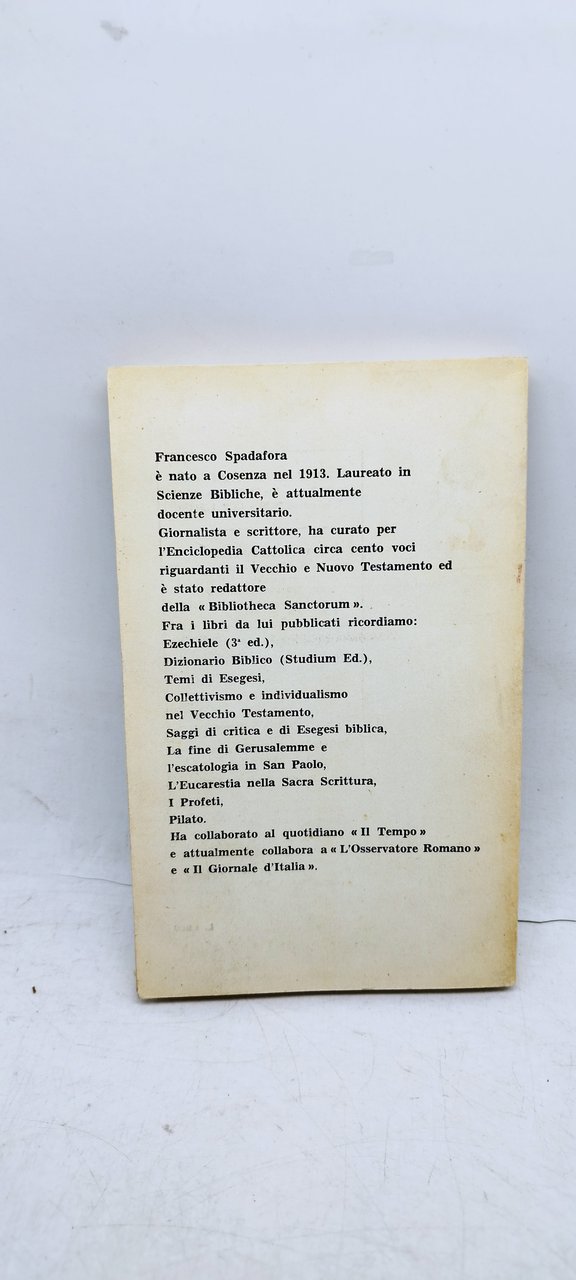 Francesco Spadafora
è nato a Cosenza nel 1913. Laureato in
Scienze Bibliche, è attualmente
docente universitario.
Giornalista e scrittore, ha curato per
l'Enciclopedia Cattolica circa cento voci
riguardanti il Vecchio e Nuovo Testamento ed
è stato redattore
della « Bibliotheca Sanctorum ».
Fra i libri da lui pubblicati ricordiamo:
Ezechiele (3ª ed.),
Dizionario Biblico (Studium Ed.),
Temi di Esegesi,
Collettivismo e individualismo
nel Vecchio Testamento,
Saggi di critica e di Esegesi biblica,
La fine di Gerusalemme e
l'escatologia in San Paolo,
L'Eucarestia nella Sacra Scrittura,
I Profeti,
Pilato.
Ha collaborato al quotidiano « Il Tempo »
e attualmente collabora a « L'Osservatore Romano »
e « Il Giornale d'Italia ».